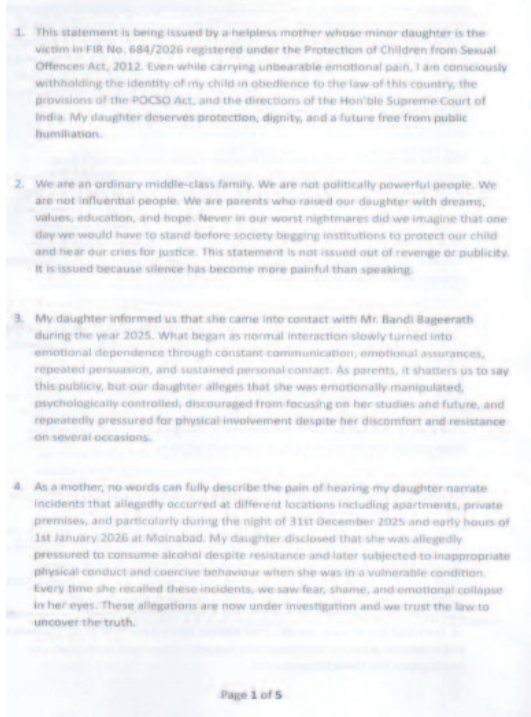 1. This statement is being issued by a helpless mother whose minor daughter is the
victim in FIR No. 684/2026 registered under the Protection of Children from Sexual
Offences Act, 2012. Even while carrying unbearable emotional pain, I am consciously
withholding the identity of my child in obedience to the law of this country, the
provisions of the POCSO Act, and the directions of the Hon'ble Supreme Court of
India. My daughter deserves protection, dignity, and a future free from public
humiliation.
2. We are an ordinary middle-class family. We are not politically powerful people. We
are not influential people. We are parents who raised our daughter with dreams,
values, education, and hope. Never in our worst nightmares did we imagine that one
day we would have to stand before society begging institutions to protect our child
and hear our cries for justice. This statement is not issued out of revenge or publicity.
It is issued because silence has become more painful than speaking.
3. My daughter informed us that she came into contact with Mr. Bandi Bageerath
during the year 2025. What began as normal interaction slowly turned into
emotional dependence through constant communication, emotional assurances,
repeated persuasion, and sustained personal contact. As parents, it shatters us to say
this publicly, but our daughter alleges that she was emotionally manipulated,
psychologically controlled, discouraged from focusing on her studies and future, and
repeatedly pressured for physical involvement despite her discomfort and resistance
on several occasions.
4. As a mother, no words can fully describe the pain of hearing my daughter narrate
incidents that allegedly occurred at different locations including apartments, private
premises, and particularly during the night of 31st December 2025 and early hours of
1st January 2026 at Moinabad. My daughter disclosed that she was allegedly
pressured to consume alcohol despite resistance and later subjected to inappropriate
physical conduct and coercive behaviour when she was in a vulnerable condition.
Every time she recalled these incidents, we saw fear, shame, and emotional collapse
in her eyes. These allegations are now under investigation and we trust the law to
uncover the truth.
Page 1 of 5